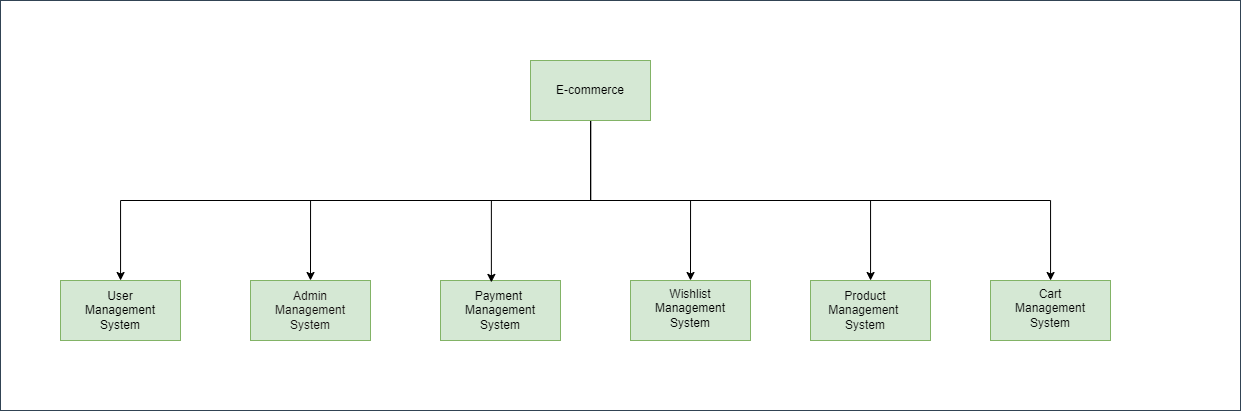 E-commerce
User
Management
System
Admin
Management
System
Payment
Management
System
Wishlist
Management
System
Product
Management
System
Cart
Management
System